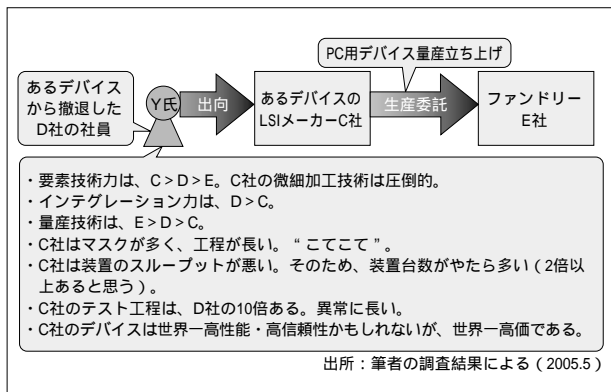 PC用デバイス量産立ち上げ
あるデバイス
から撤退した
D社の社員
Y氏
出向
あるデバイスの
LSIメーカーC社
生産委託
ファンドリー
E社
・要素技術力は、C>D>E。C社の微細加工技術は圧倒的。
・インテグレーション力は、D>C。
・量産技術は、E>D>C。
・C社はマスクが多く、工程が長い。“こてこて”。
・C社は装置のスループットが悪い。そのため、装置台数がやたら多い(2倍以
上あると思う)。
・C社のテスト工程は、D社の10倍ある。異常に長い。
・C社のデバイスは世界一高性能・高信頼性かもしれないが、世界一高価である。
出所:筆者の調査結果による(2005.5)